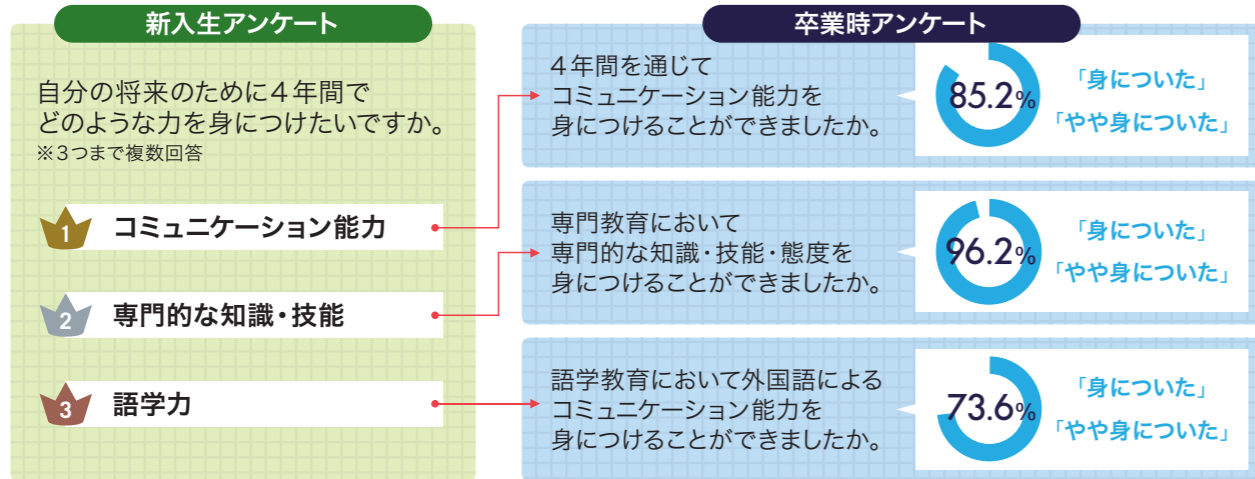 新入生アンケート
自分の将来のために4年間で
どのような力を身につけたいですか。
※3つまで複数回答
1 コミュニケーション能力
2 専門的な知識・技能
3 語学力
卒業時アンケート
4年間を通じて
コミュニケーション能力を
身につけることができましたか。
85.2%
「身についた」
「やや身についた」
専門教育において
専門的な知識・技能・態度を
身につけることができましたか。
96.2%
「身についた」
「やや身についた」
語学教育において外国語による
コミュニケーション能力を
身につけることができましたか。
73.6%
「身についた」
「やや身についた」